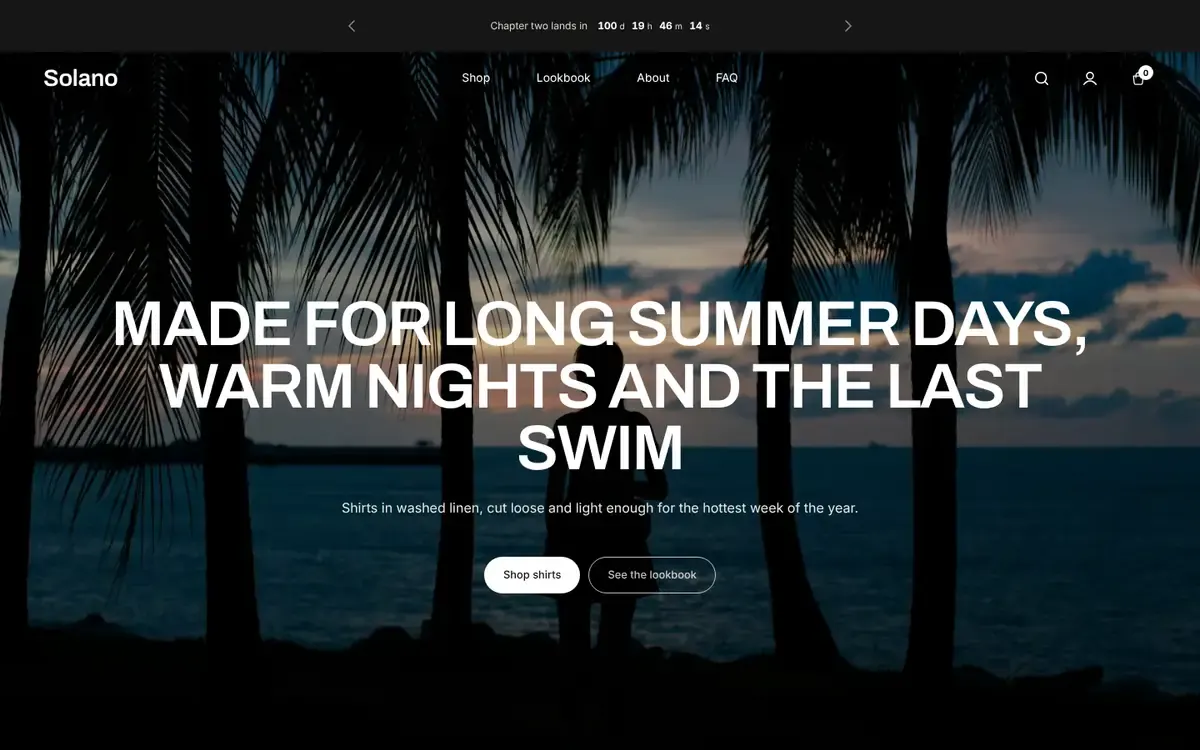 Chapter two lands in 100 d 19 h 46 m 14 s
Solano
Shop Lookbook About FAQ
0
MADE FOR LONG SUMMER DAYS,
WARM NIGHTS AND THE LAST
SWIM
Shirts in washed linen, cut loose and light enough for the hottest week of the year.
Shop shirts See the lookbook